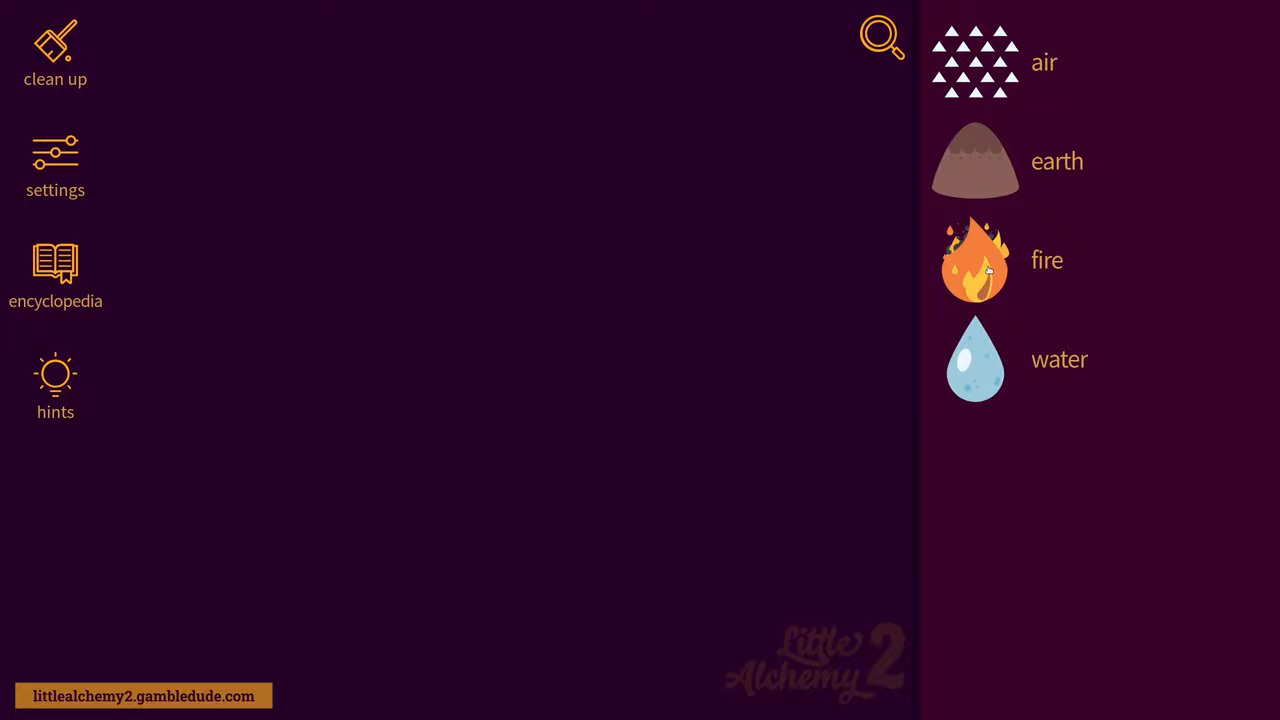 clean up
settings
encyclopedia
hints
air
earth
fire
water
Little
Alchemy 2
littlealchemy2.gambledude.com